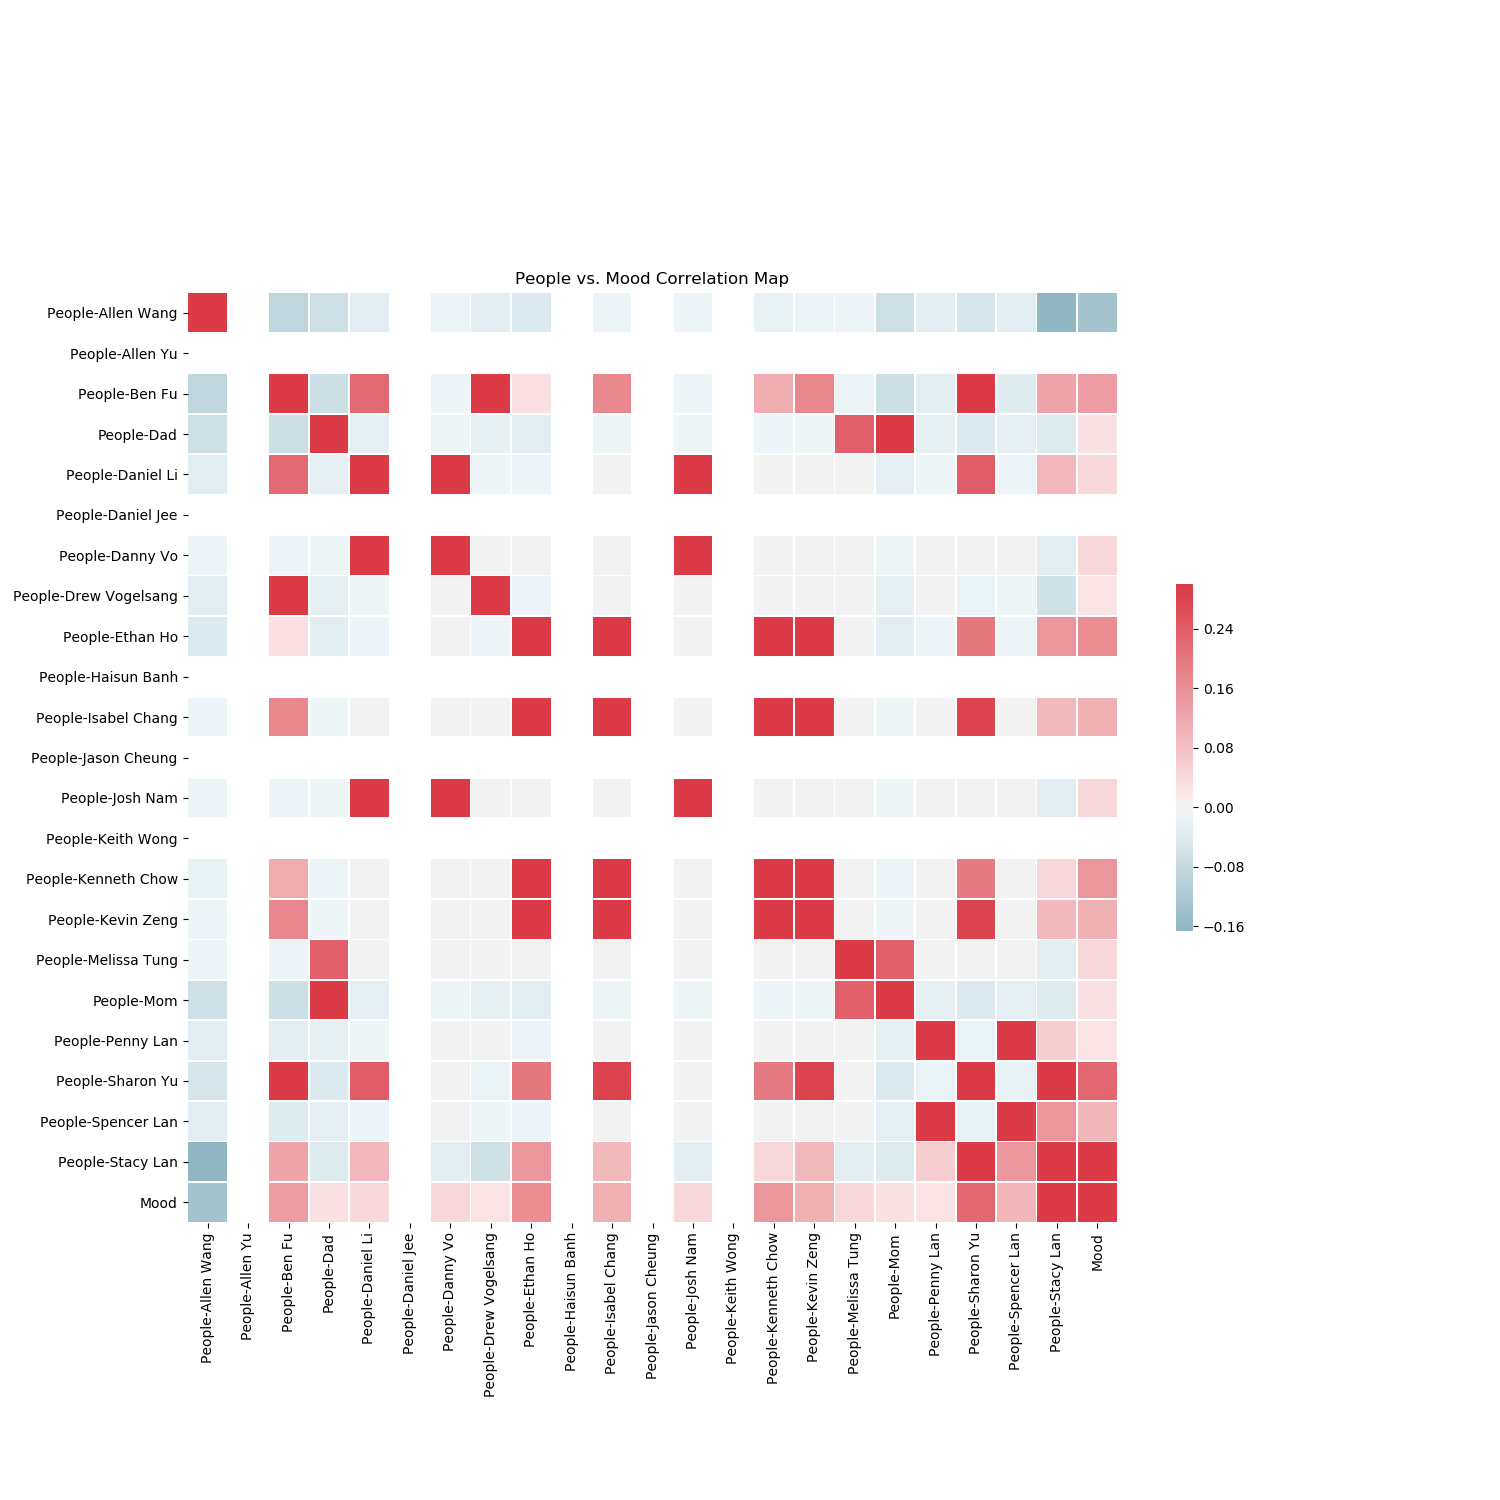 People vs. Mood Correlation Map
People-Allen Wang
People-Allen Yu
People-Ben Fu
People-Dad
People-Daniel Li
People-Daniel Jee
People-Danny Vo
People-Drew Vogelsang
People-Ethan Ho
People-Haisun Banh
People-Isabel Chang
People-Jason Cheung
People-Josh Nam
People-Keith Wong
People-Kenneth Chow
People-Kevin Zeng
People-Melissa Tung
People-Mom
People-Penny Lan
People-Sharon Yu
People-Spencer Lan
People-Stacy Lan
Mood
People-Allen Wang
People-Allen Yu
People-Ben Fu
People-Dad
People-Daniel Li
People-Daniel Jee
People-Danny Vo
People-Drew Vogelsang
People-Ethan Ho
People-Haisun Banh
People-Isabel Chang
People-Jason Cheung
People-Josh Nam
People-Keith Wong
People-Kenneth Chow
People-Kevin Zeng
People-Melissa Tung
People-Mom
People-Penny Lan
People-Sharon Yu
People-Spencer Lan
People-Stacy Lan
Mood
0.24
0.16
0.08
0.00
−0.08
−0.16